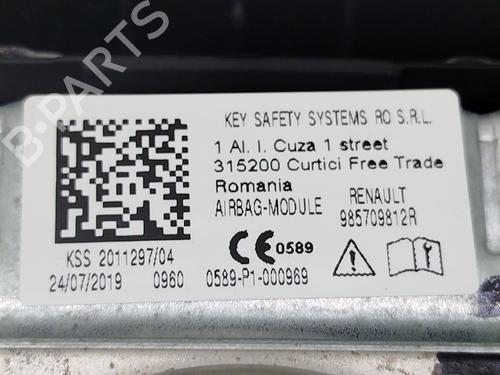 KEY SAFETY SYSTEMS RO S.R.L.
1 Al. I. Cuza 1 street
315200 Curtici Free Trade
Romania
AIRBAG-MODULE RENAULT
985709812R
CE 0589
KSS 2011297/04
24/07/2019 0960 0589-P1-000969
B-PARTS